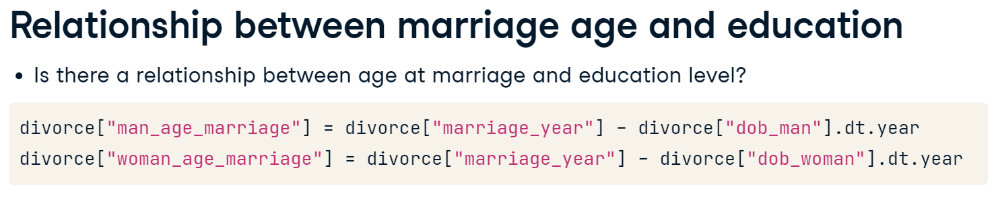 Relationship between marriage age and education
• Is there a relationship between age at marriage and education level?
divorce["man_age_marriage"] = divorce["marriage_year"] - divorce["dob_man"].dt.year
divorce["woman_age_marriage"] = divorce["marriage_year"] - divorce["dob_woman"].dt.year